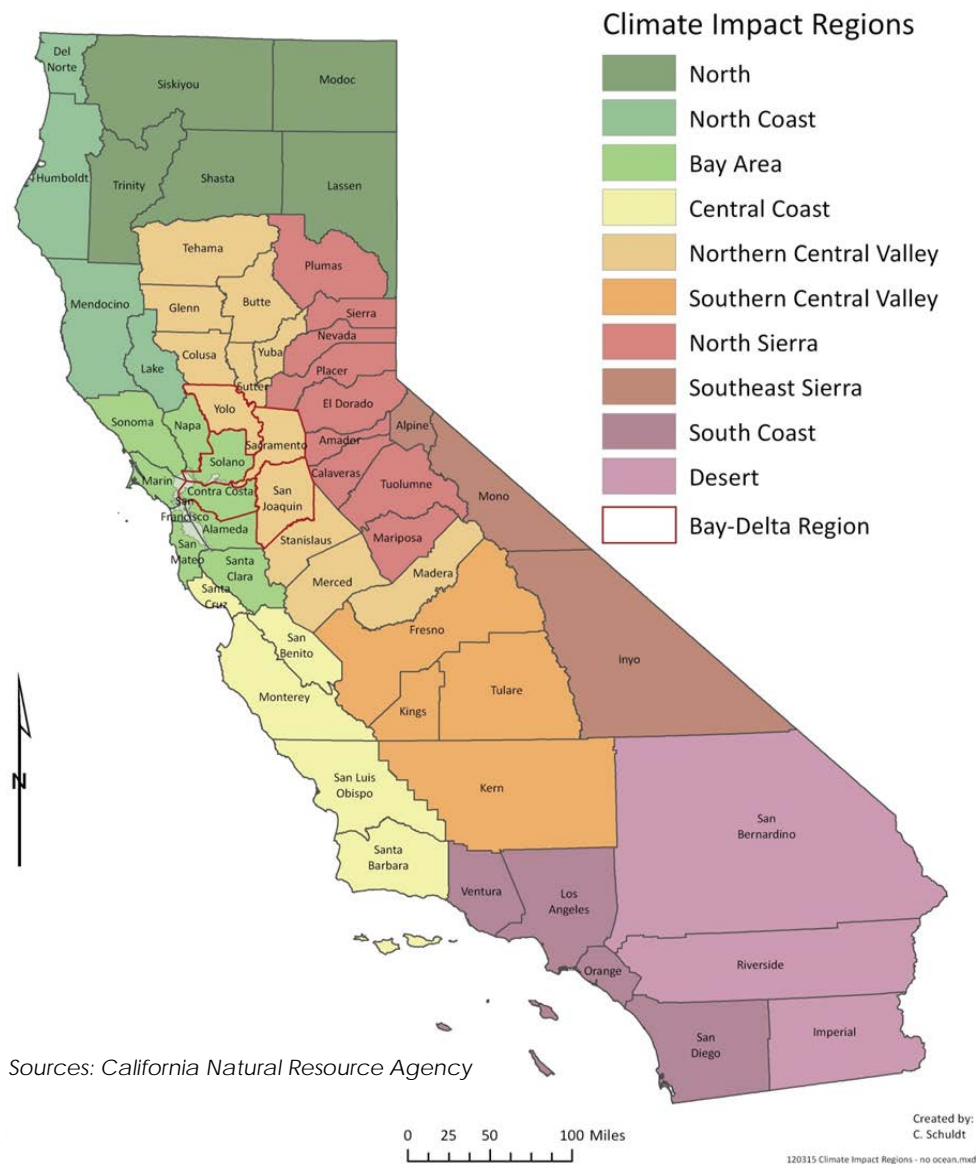 Climate Impact Regions
North
North Coast
Bay Area
Central Coast
Northern Central Valley
Southern Central Valley
North Sierra
Southeast Sierra
South Coast
Desert
Bay-Delta Region
Del
Norte
Siskiyou
Modoc
Humboldt
Trinity
Shasta
Lassen
Tehama
Plumas
Mendocino
Glenn
Butte
Sierra
Nevada
Colusa
Yuba
Lake
Placer
Sutter
El Dorado
Yolo
Sonoma
Napa
Alpine
Sacramento
Amador
Solano
Calaveras
Marin
Contra Costa
San
Joaquin
Tuolumne
Mono
San
Francisco
Alameda
Stanislaus
Mariposa
San
Mateo
Santa
Clara
Merced
Madera
Santa
Cruz
Fresno
San
Benito
Inyo
Monterey
Kings
Tulare
N
San Luis
Obispo
Kern
San
Bernardino
Santa
Barbara
Ventura
Los
Angeles
Riverside
Orange
San
Diego
Imperial
Sources: California Natural Resource Agency
0 25 50 100 Miles
Created by:
C. Schuldt
120315 Climate Impact Regions - no ocean.mxd